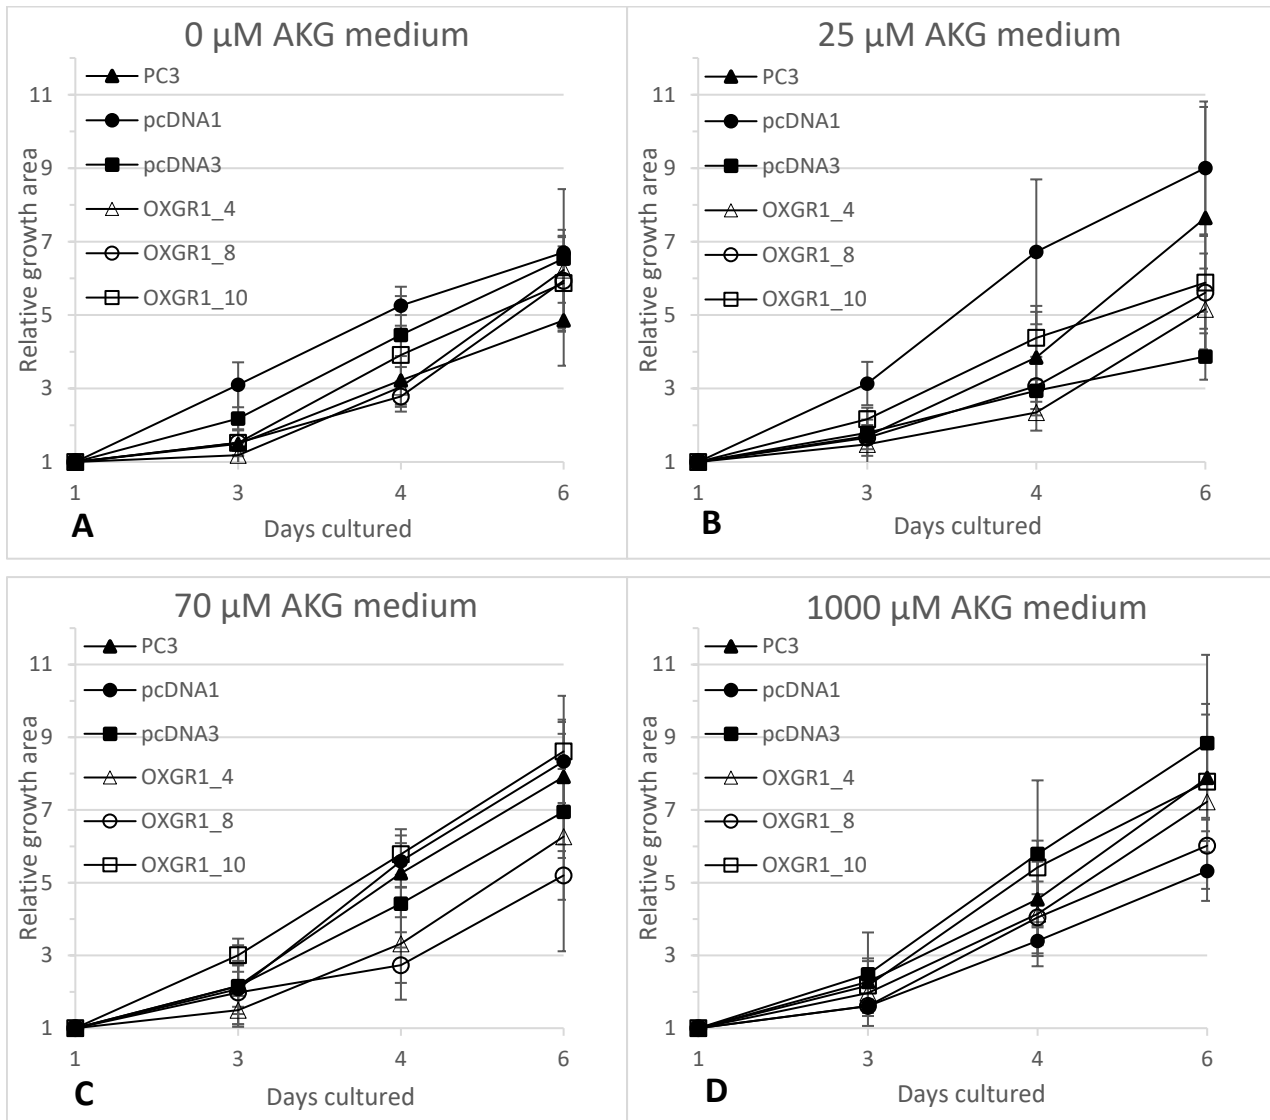 0 µM AKG medium
Relative growth area
11
9
7
5
3
1
PC3
pcDNA1
pcDNA3
OXGR1_4
OXGR1_8
OXGR1_10
1 3 4 6
Days cultured
A
25 µM AKG medium
Relative growth area
11
9
7
5
3
1
PC3
pcDNA1
pcDNA3
OXGR1_4
OXGR1_8
OXGR1_10
1 3 4 6
Days cultured
B
70 µM AKG medium
Relative growth area
11
9
7
5
3
1
PC3
pcDNA1
pcDNA3
OXGR1_4
OXGR1_8
OXGR1_10
1 3 4 6
Days cultured
C
1000 µM AKG medium
Relative growth area
11
9
7
5
3
1
PC3
pcDNA1
pcDNA3
OXGR1_4
OXGR1_8
OXGR1_10
1 3 4 6
Days cultured
D